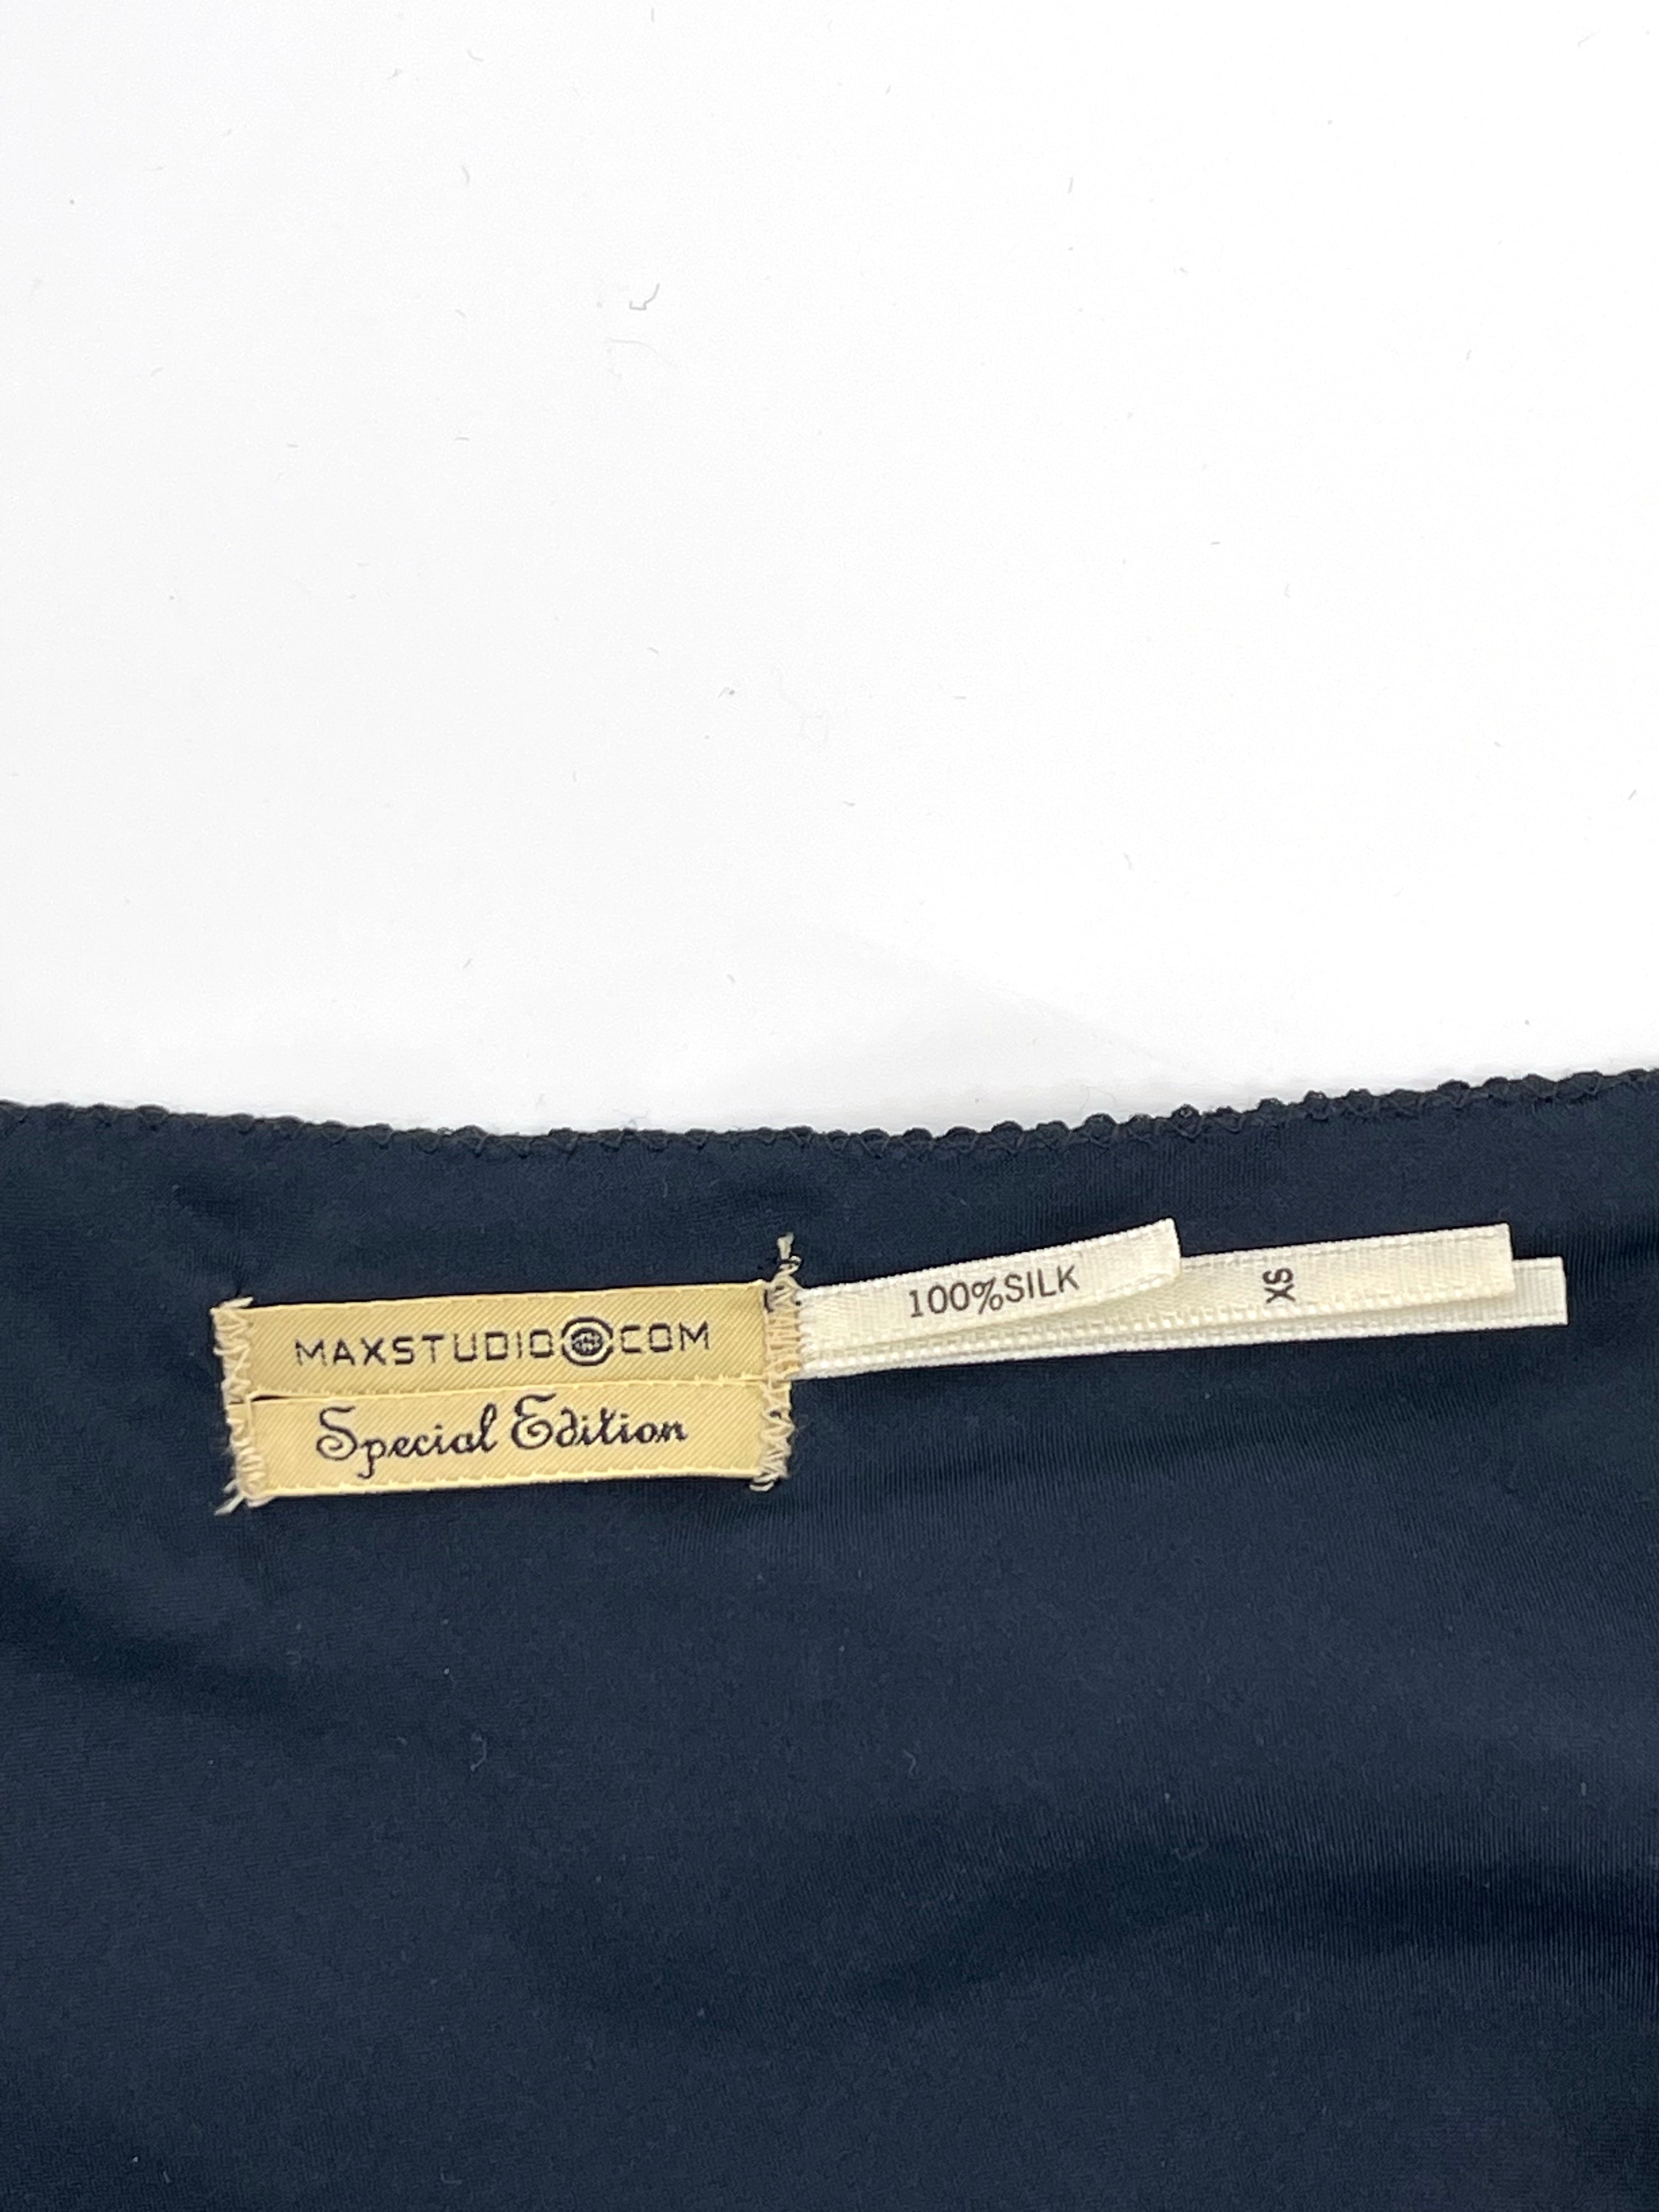 MAXSTUDIO COM
Special Edition
100%SILK
XS